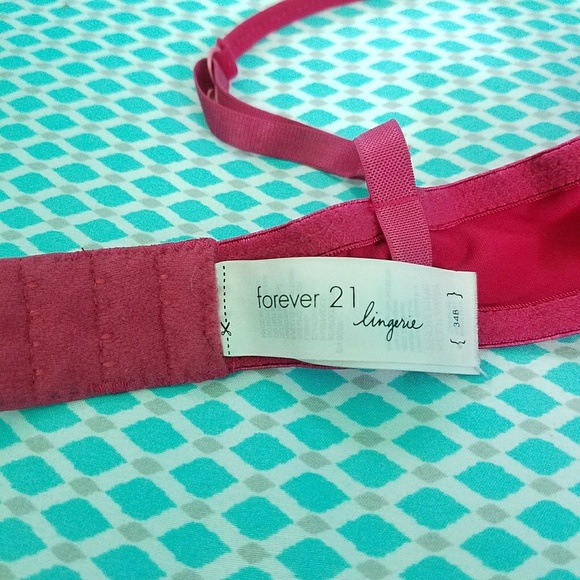 forever 21
lingerie
{ 34B }